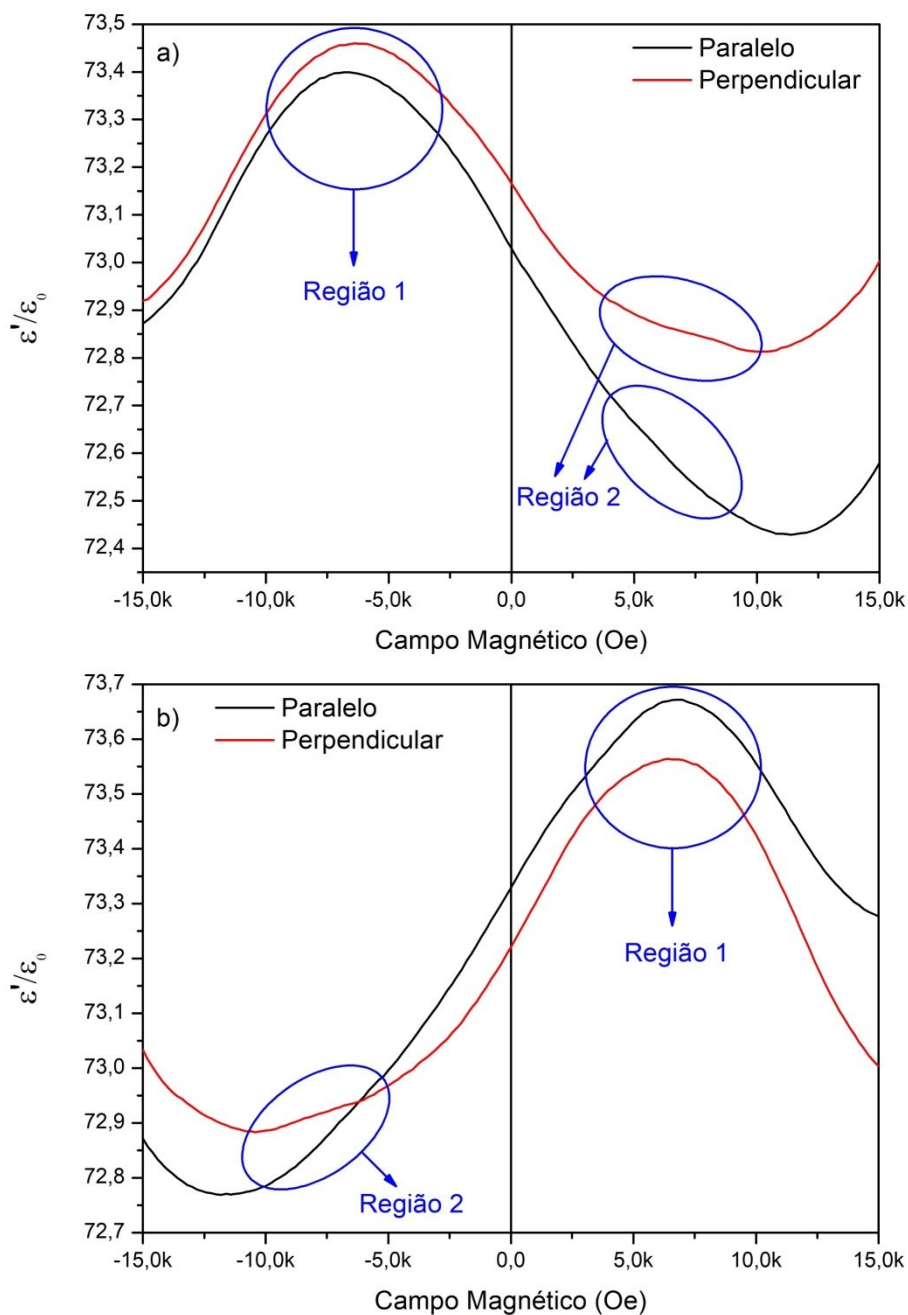 a)
Paralelo
Perpendicular
73,5
73,4
73,3
73,2
73,1
73,0
72,9
72,8
72,7
72,6
72,5
72,4
ε'/ε₀
Região 1
Região 2
-15,0k -10,0k -5,0k 0,0 5,0k 10,0k 15,0k
Campo Magnético (Oe)
b)
Paralelo
Perpendicular
73,7
73,6
73,5
73,4
73,3
73,2
73,1
73,0
72,9
72,8
72,7
ε'/ε₀
Região 1
Região 2
-15,0k -10,0k -5,0k 0,0 5,0k 10,0k 15,0k
Campo Magnético (Oe)